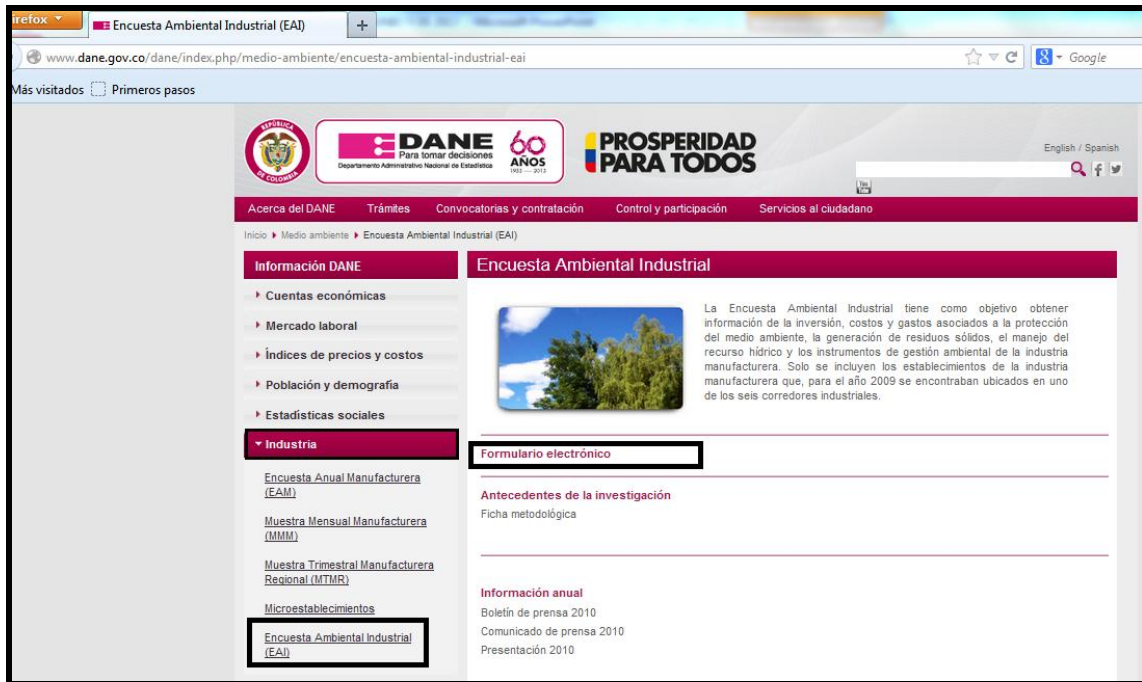 irefox
Encuesta Ambiental Industrial (EAI)
+
www.dane.gov.co/dane/index.php/medio-ambiente/encuesta-ambiental-industrial-eai
8
Google
Más visitados
Primeros pasos
REPÚBLICA
DE COLOMBIA
DANE
Para tomar decisiones
Departamento Administrativo Nacional de Estadística
60
AÑOS
1953 — 2013
PROSPERIDAD
PARA TODOS
English / Spanish
You
Acerca del DANE
Trámites
Convocatorias y contratación
Control y participación
Servicios al ciudadano
Inicio
Medio ambiente
Encuesta Ambiental Industrial (EAI)
Información DANE
Cuentas económicas
Mercado laboral
Índices de precios y costos
Población y demografía
Estadísticas sociales
Industria
Encuesta Anual Manufacturera
(EAM)
Muestra Mensual Manufacturera
(MMM)
Muestra Trimestral Manufacturera
Regional (MTMR)
Microestablecimientos
Encuesta Ambiental Industrial
(EAI)
Encuesta Ambiental Industrial
La Encuesta Ambiental Industrial tiene como objetivo obtener
información de la inversión, costos y gastos asociados a la protección
del medio ambiente, la generación de residuos sólidos, el manejo del
recurso hídrico y los instrumentos de gestión ambiental de la industria
manufacturera. Solo se incluyen los establecimientos de la industria
manufacturera que, para el año 2009 se encontraban ubicados en uno
de los seis corredores industriales.
Formulario electrónico
Antecedentes de la investigación
Ficha metodológica
Información anual
Boletín de prensa 2010
Comunicado de prensa 2010
Presentación 2010